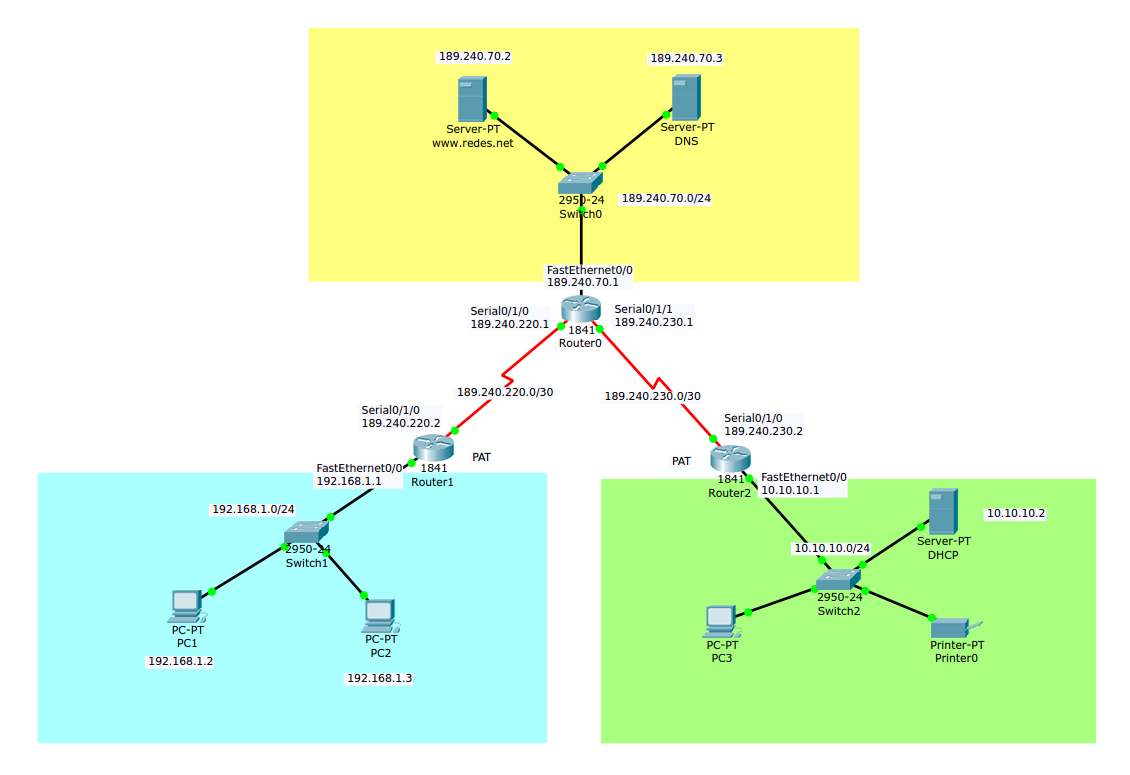 189.240.70.2
189.240.70.3
Server-PT
www.redes.net
Server-PT
DNS
2950-24
Switch0
189.240.70.0/24
FastEthernet0/0
189.240.70.1
Serial0/1/0
189.240.220.1
Serial0/1/1
189.240.230.1
1841
Router0
189.240.220.0/30
189.240.230.0/30
Serial0/1/0
189.240.220.2
Serial0/1/0
189.240.230.2
PAT
PAT
1841
Router1
FastEthernet0/0
192.168.1.1
1841
Router2
FastEthernet0/0
10.10.10.1
192.168.1.0/24
2950-24
Switch1
PC-PT
PC1
192.168.1.2
PC-PT
PC2
192.168.1.3
10.10.10.2
Server-PT
DHCP
10.10.10.0/24
2950-24
Switch2
PC-PT
PC3
Printer-PT
Printer0